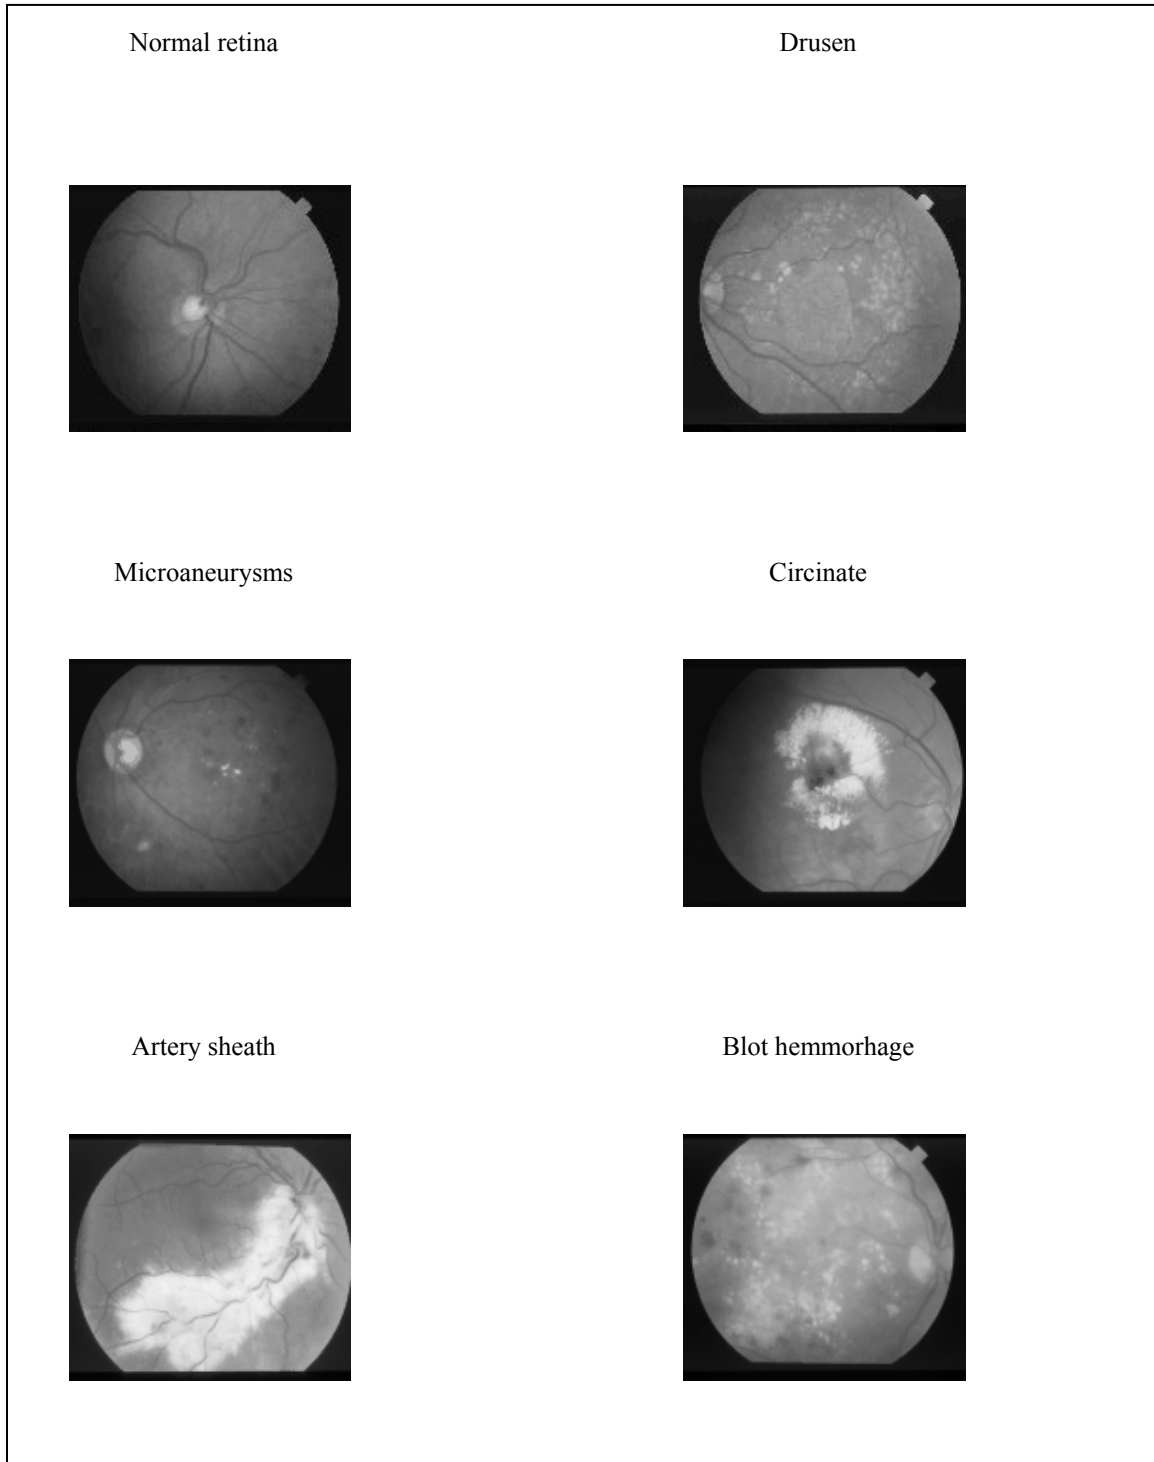 Normal retina
Drusen
Microaneurysms
Circinate
Artery sheath
Blot hemmorhage